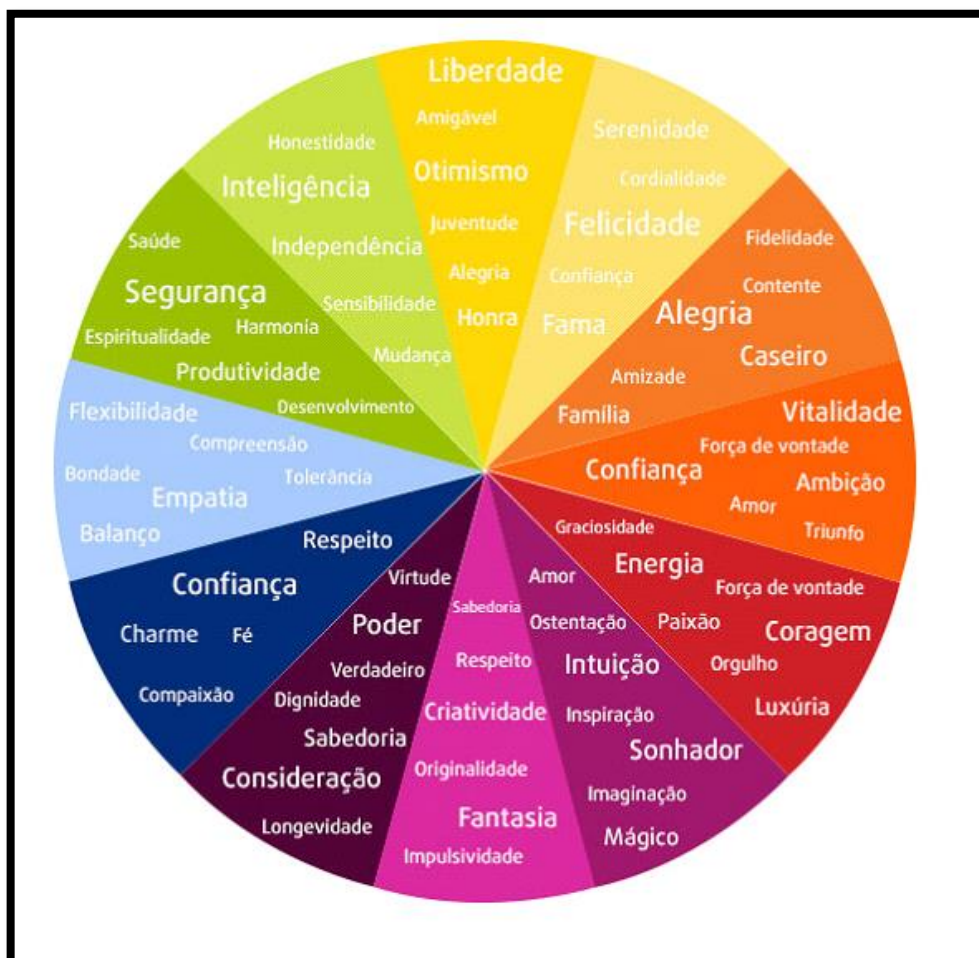 Liberdade
Amigável
Otimismo
Juventude
Alegria
Honra
Serenidade
Cordialidade
Felicidade
Confiança
Fama
Fidelidade
Contente
Alegria
Caseiro
Amizade
Família
Vitalidade
Força de vontade
Confiança
Ambição
Amor
Triunfo
Graciosidade
Energia
Força de vontade
Paixão
Coragem
Orgulho
Luxúria
Amor
Ostentação
Intuição
Inspiração
Sonhador
Imaginação
Mágico
Sabedoria
Respeito
Criatividade
Originalidade
Fantasia
Impulsividade
Virtude
Poder
Verdadeiro
Dignidade
Sabedoria
Consideração
Longevidade
Respeito
Confiança
Charme
Fé
Compaixão
Flexibilidade
Compreensão
Bondade
Tolerância
Empatia
Balanço
Saúde
Segurança
Harmonia
Espiritualidade
Produtividade
Desenvolvimento
Honestidade
Inteligência
Independência
Sensibilidade
Mudança